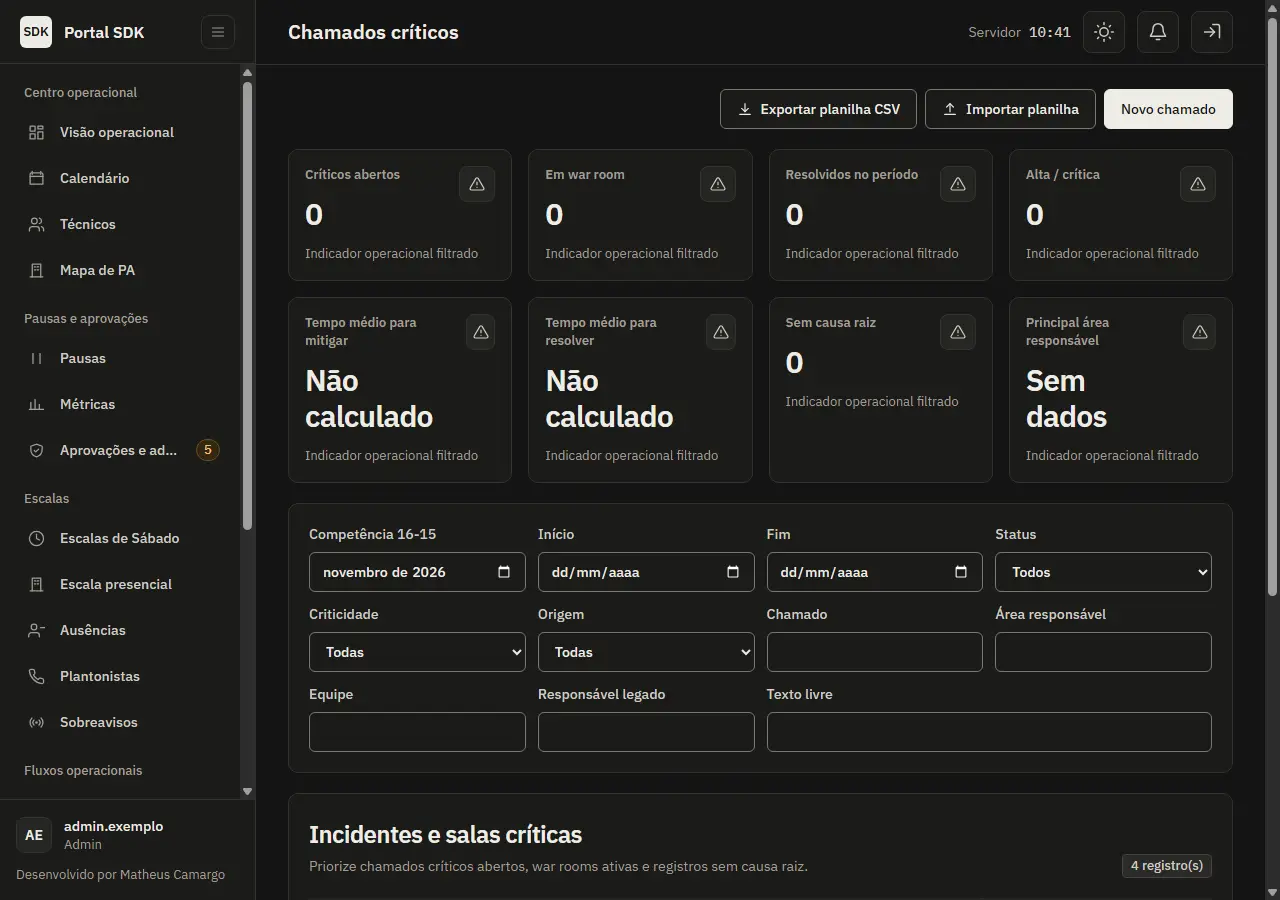 SDK
Portal SDK
Centro operacional
Visão operacional
Calendário
Técnicos
Mapa de PA
Pausas e aprovações
Pausas
Métricas
Aprovações e ad... 5
Escalas
Escalas de Sábado
Escala presencial
Ausências
Plantonistas
Sobreavisos
Fluxos operacionais
AE
admin.exemplo
Admin
Desenvolvido por Matheus Camargo
Chamados críticos
Servidor 10:41
Exportar planilha CSV
Importar planilha
Novo chamado
Críticos abertos
0
Indicador operacional filtrado
Em war room
0
Indicador operacional filtrado
Resolvidos no período
0
Indicador operacional filtrado
Alta / crítica
0
Indicador operacional filtrado
Tempo médio para
mitigar
Não
calculado
Indicador operacional filtrado
Tempo médio para
resolver
Não
calculado
Indicador operacional filtrado
Sem causa raiz
0
Indicador operacional filtrado
Principal área
responsável
Sem
dados
Indicador operacional filtrado
Competência 16-15
novembro de 2026
Início
dd/mm/aaaa
Fim
dd/mm/aaaa
Status
Todos
Criticidade
Todas
Origem
Todas
Chamado
Área responsável
Equipe
Responsável legado
Texto livre
Incidentes e salas críticas
Priorize chamados críticos abertos, war rooms ativas e registros sem causa raiz.
4 registro(s)